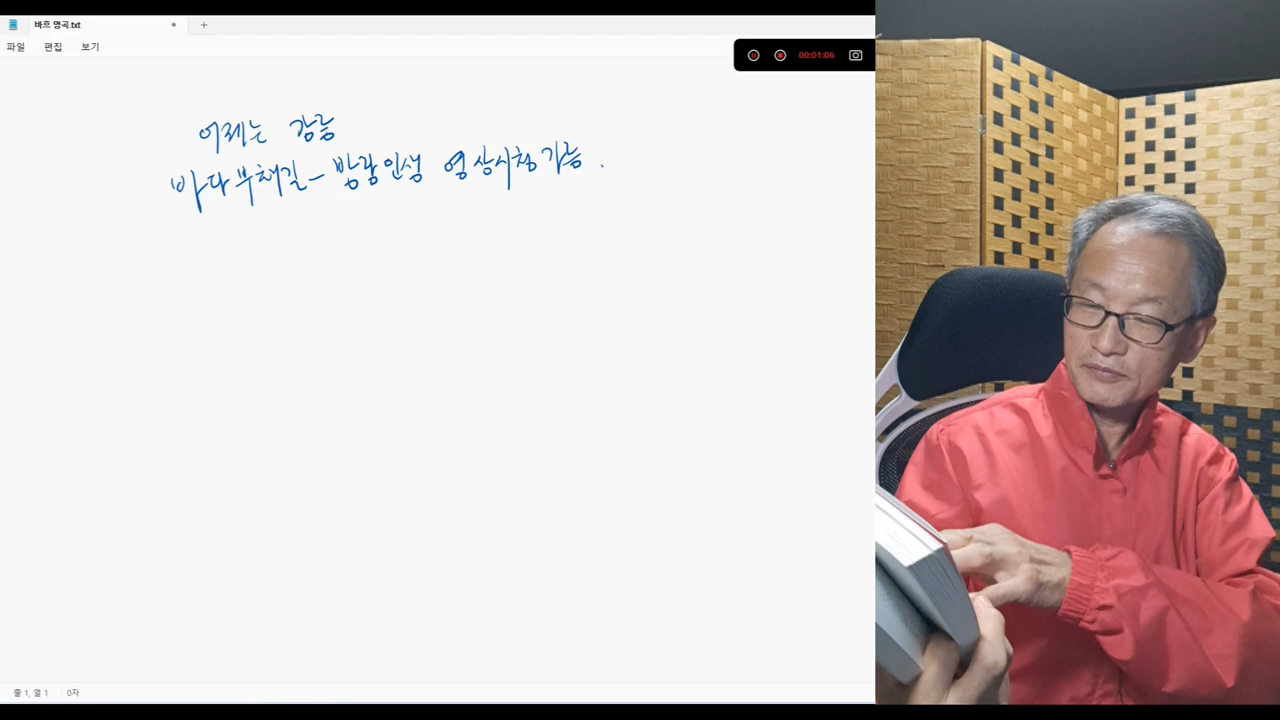 바흐 명곡.txt
파일 편집 보기
00:01:06
어제는 강릉
바다부채길 - 방랑인생 영상시청가능.
줄 1, 열 1 0자